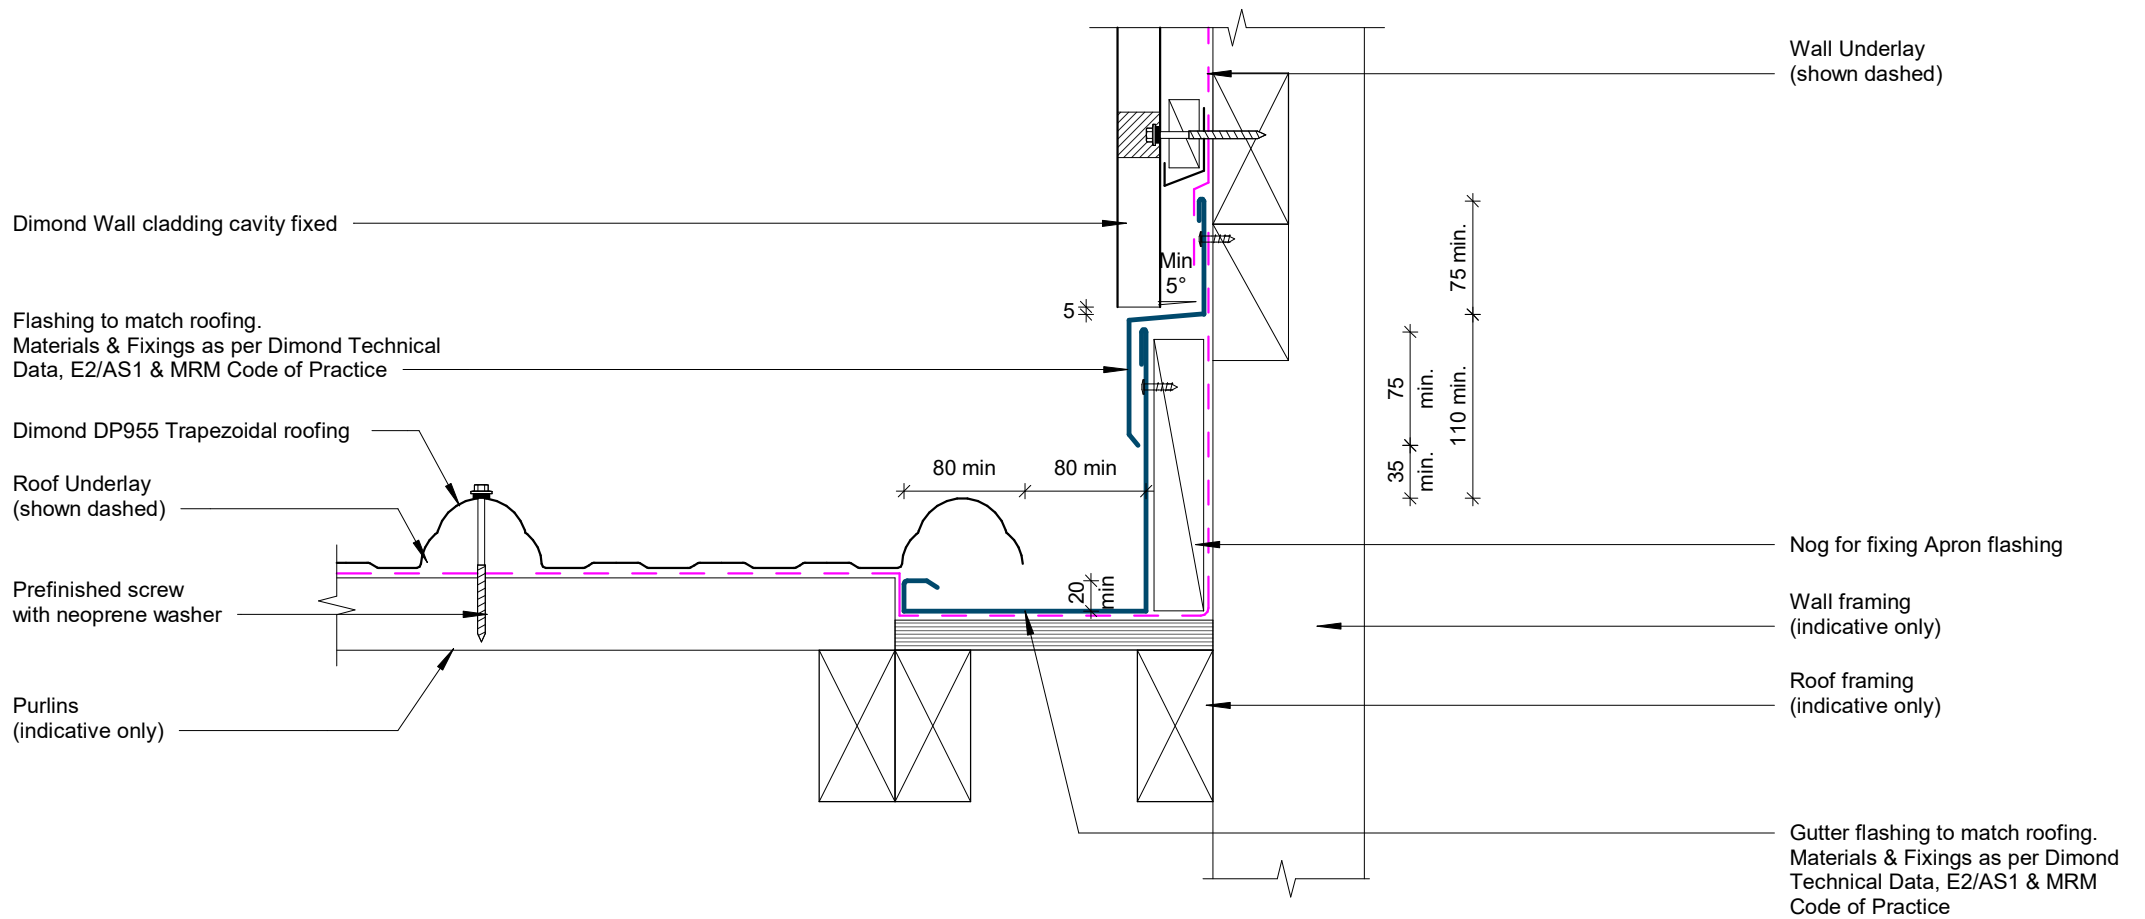 Wall Underlay
(shown dashed)
Dimond Wall cladding cavity fixed
Min
5°
75 min.
5
Flashing to match roofing.
Materials & Fixings as per Dimond Technical
Data, E2/AS1 & MRM Code of Practice
75
min.
110 min.
35
min.
Dimond DP955 Trapezoidal roofing
80 min
80 min
Roof Underlay
(shown dashed)
Nog for fixing Apron flashing
20
min
Prefinished screw
with neoprene washer
Wall framing
(indicative only)
Purlins
(indicative only)
Roof framing
(indicative only)
Gutter flashing to match roofing.
Materials & Fixings as per Dimond
Technical Data, E2/AS1 & MRM
Code of Practice